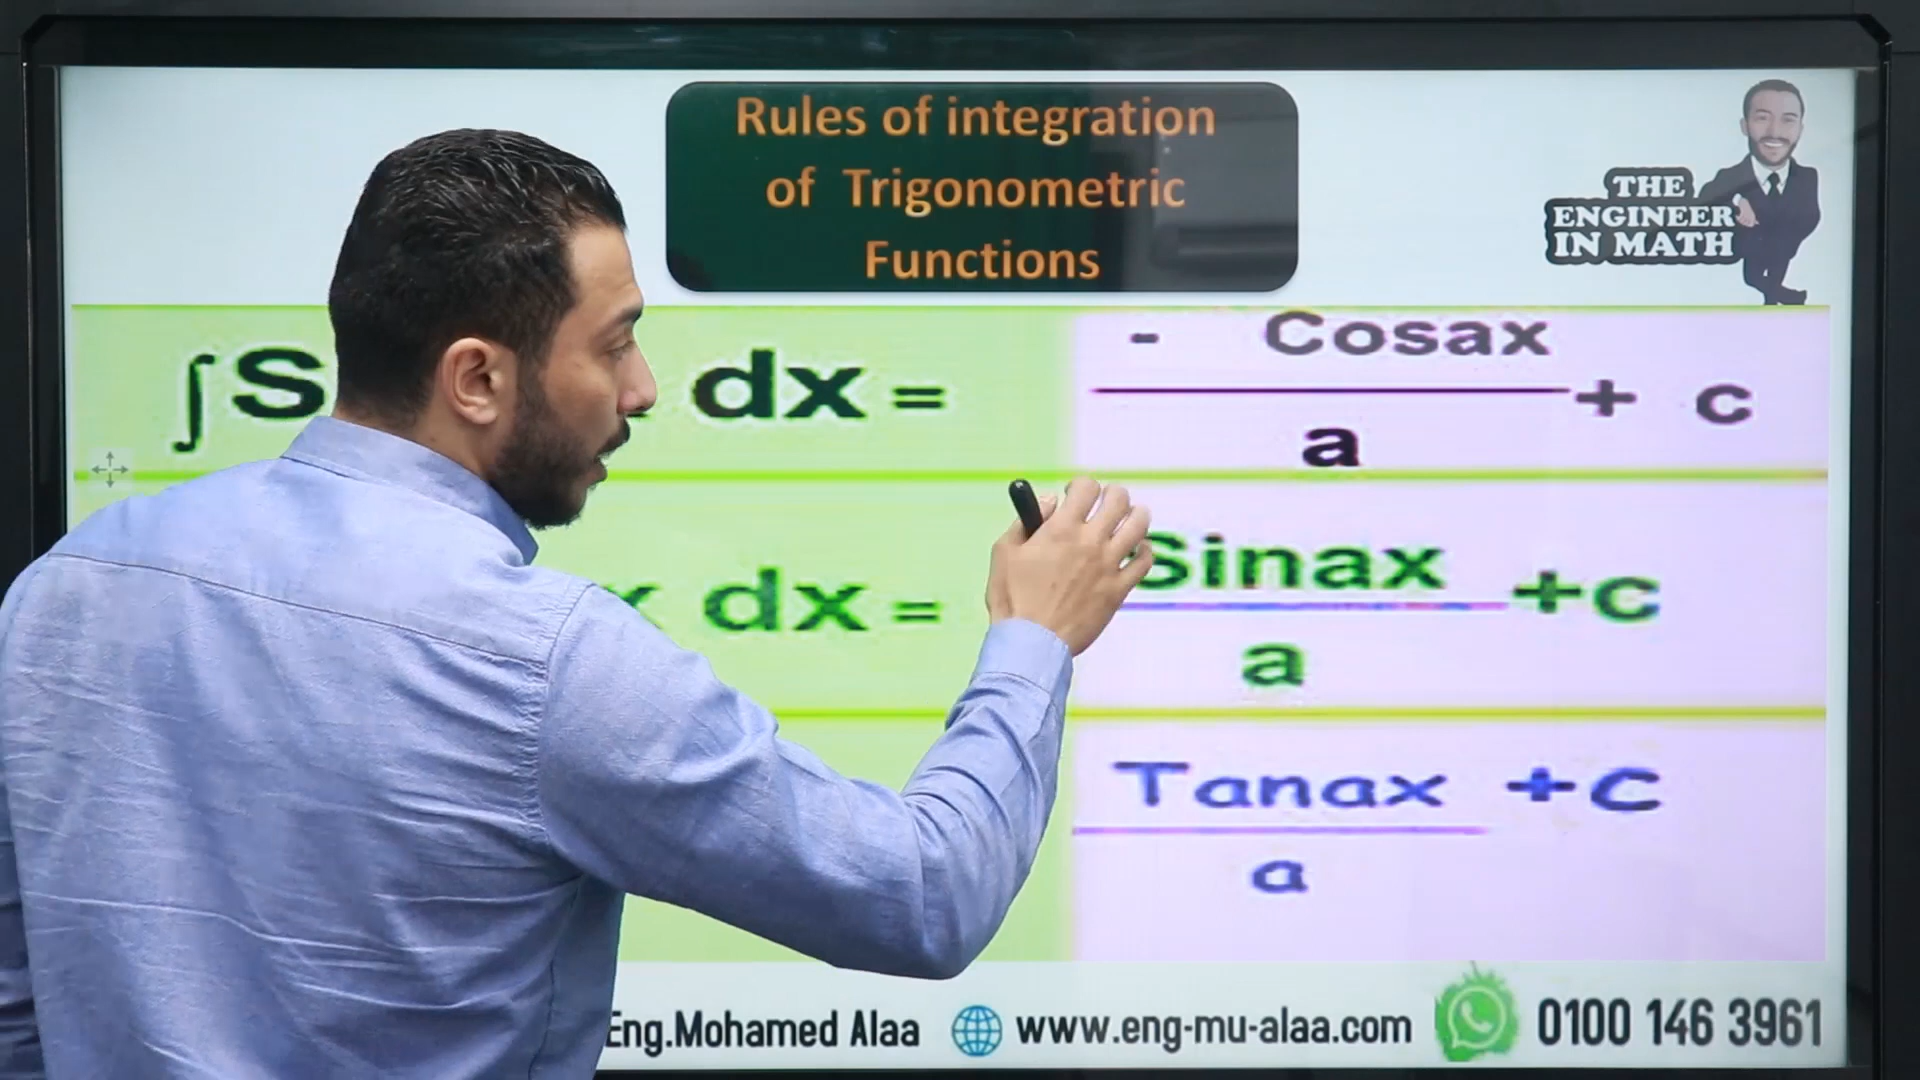 Rules of integration
of Trigonometric
Functions
THE
ENGINEER
IN MATH
∫S dx = - Cosax / a + c
x dx = Sinax / a +c
Tanax / a +C
Eng.Mohamed Alaa www.eng-mu-alaa.com 0100 146 3961